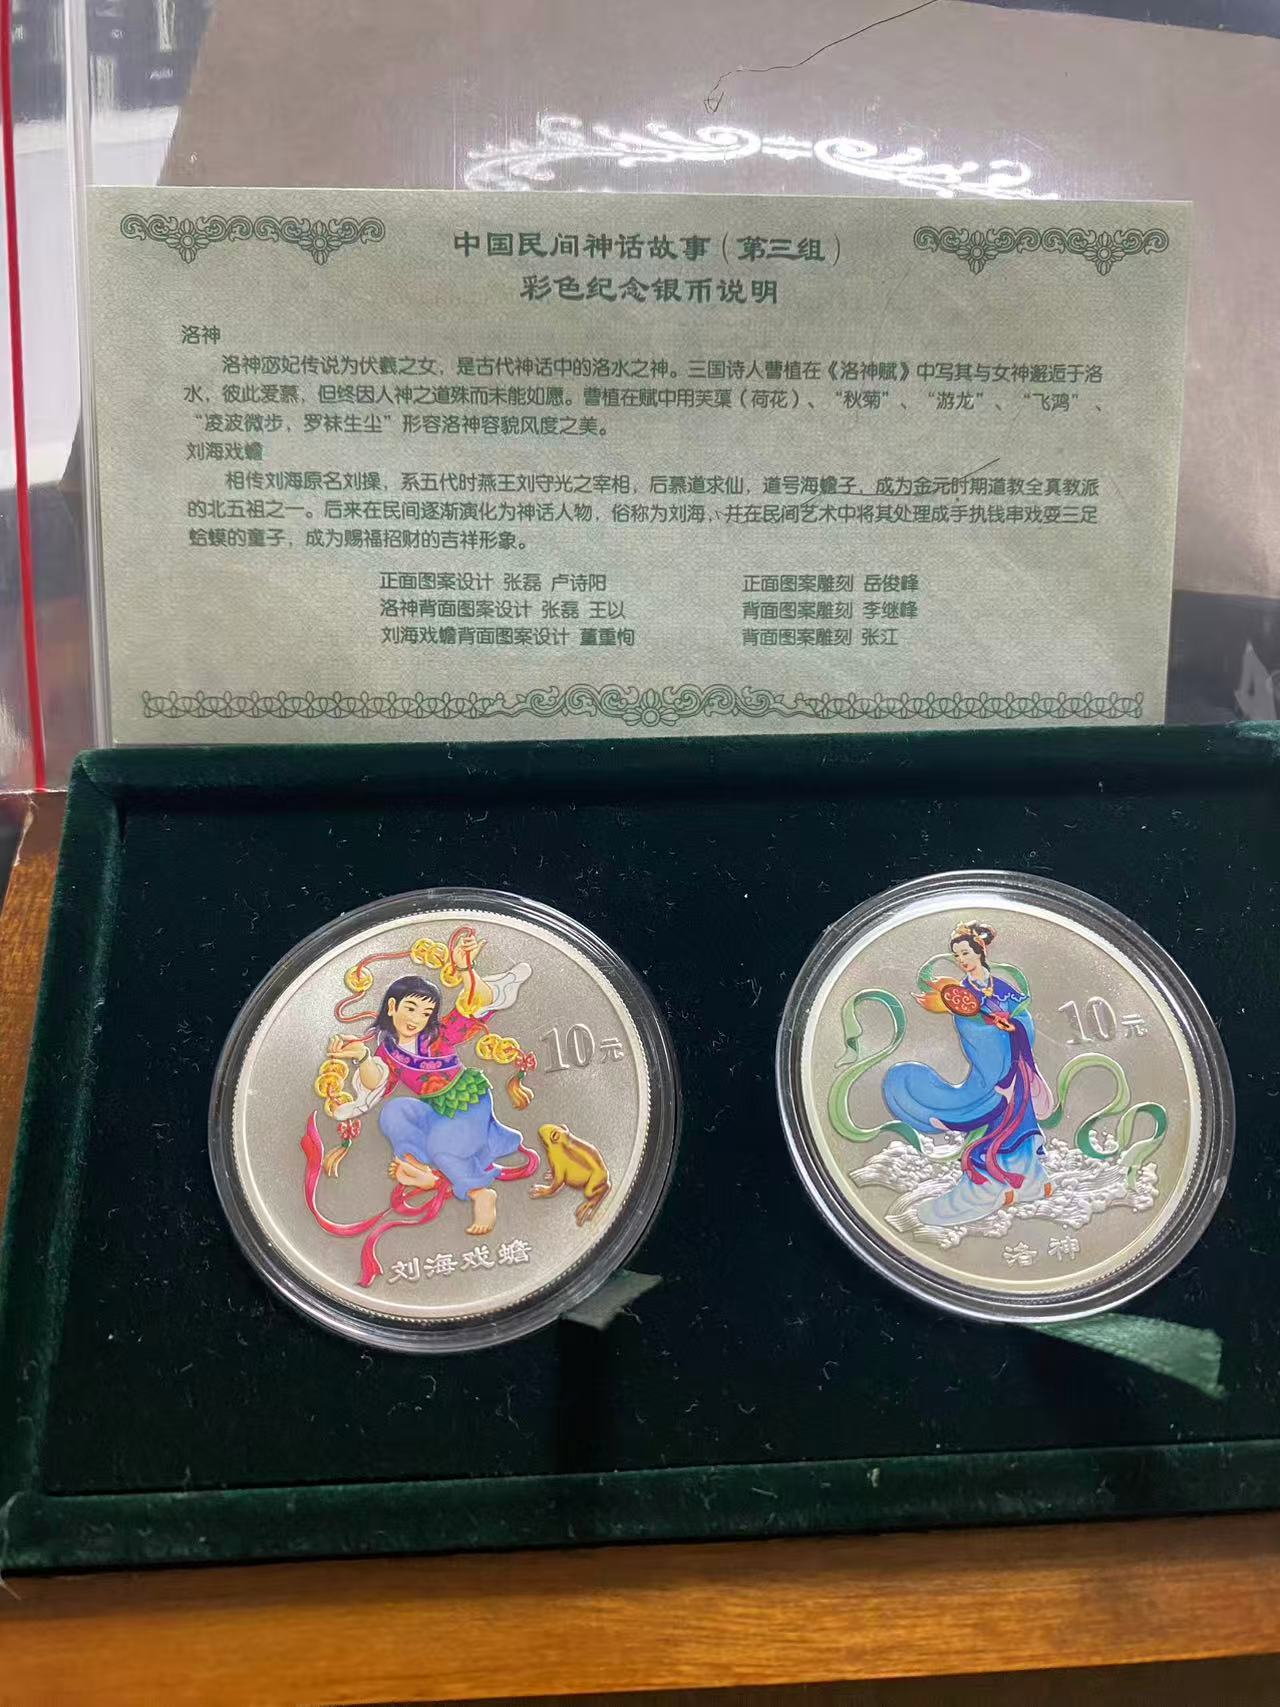 中国民间神话故事（第三组）
彩色纪念银币说明
洛神
洛神宓妃传说为伏羲之女，是古代神话中的洛水之神。三国诗人曹植在《洛神赋》中写其与女神邂逅于洛
水，彼此爱慕，但终因人神之道殊而未能如愿。曹植在赋中用芙蕖（荷花）、“秋菊”、“游龙”、“飞鸿”、
“凌波微步，罗袜生尘”形容洛神容貌风度之美。
刘海戏蟾
相传刘海原名刘操，系五代时燕王刘守光之宰相，后慕道求仙，道号海蟾子，成为金元时期道教全真教派
的北五祖之一。后来在民间逐渐演化为神话人物，俗称为刘海，并在民间艺术中将其处理成手执钱串戏耍三足
蛤蟆的童子，成为赐福招财的吉祥形象。
正面图案设计 张磊 卢诗阳 正面图案雕刻 岳俊峰
洛神背面图案设计 张磊 王以 背面图案雕刻 李继峰
刘海戏蟾背面图案设计 董重恂 背面图案雕刻 张江
10元
刘海戏蟾
10元
洛神